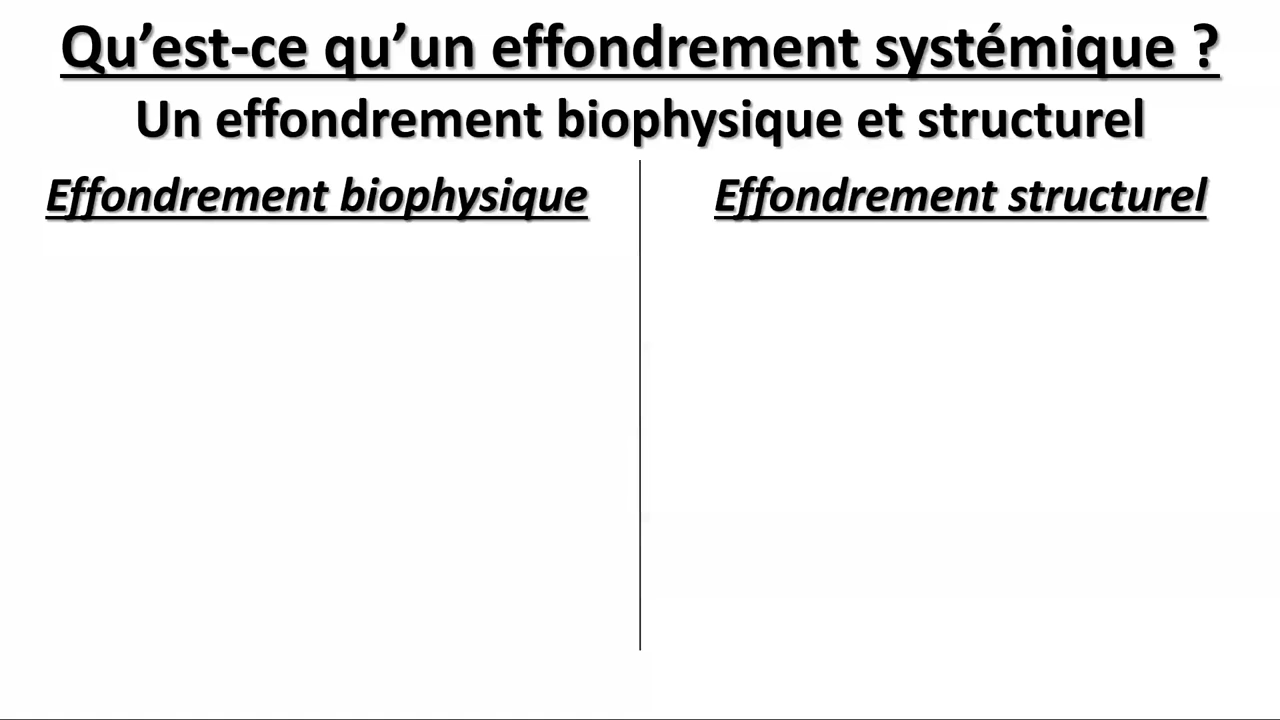 Qu’est-ce qu’un effondrement systémique ?
Un effondrement biophysique et structurel
Effondrement biophysique
Effondrement structurel